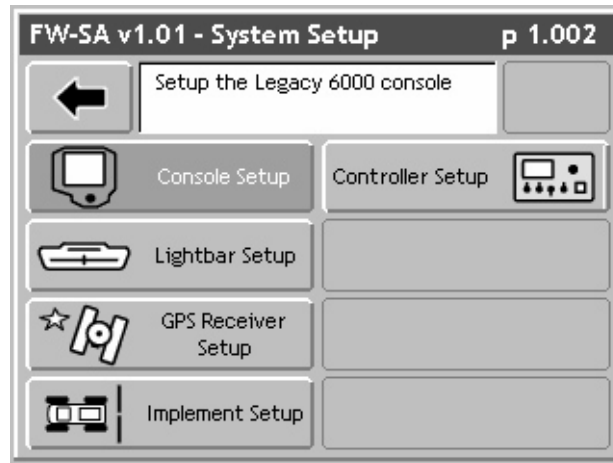 FW-SA v1.01 - System Setup p 1.002
Setup the Legacy 6000 console
Console Setup
Controller Setup
Lightbar Setup
GPS Receiver
Setup
Implement Setup